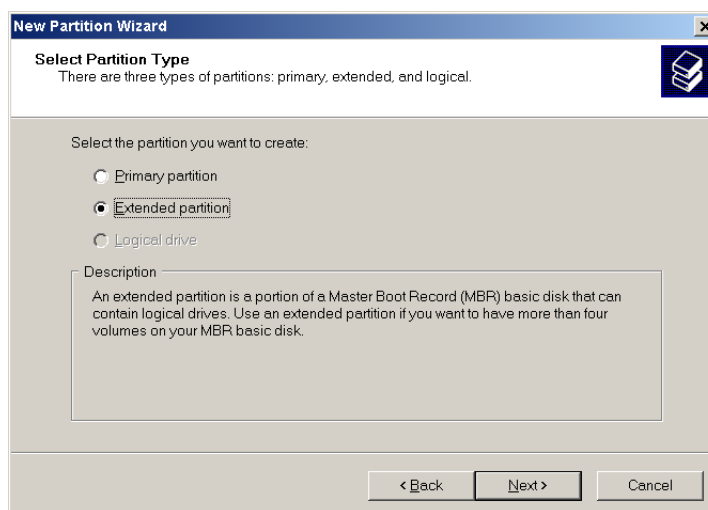 New Partition Wizard
Select Partition Type
There are three types of partitions: primary, extended, and logical.
Select the partition you want to create:
Primary partition
Extended partition
Logical drive
Description
An extended partition is a portion of a Master Boot Record (MBR) basic disk that can
contain logical drives. Use an extended partition if you want to have more than four
volumes on your MBR basic disk.
< Back
Next >
Cancel